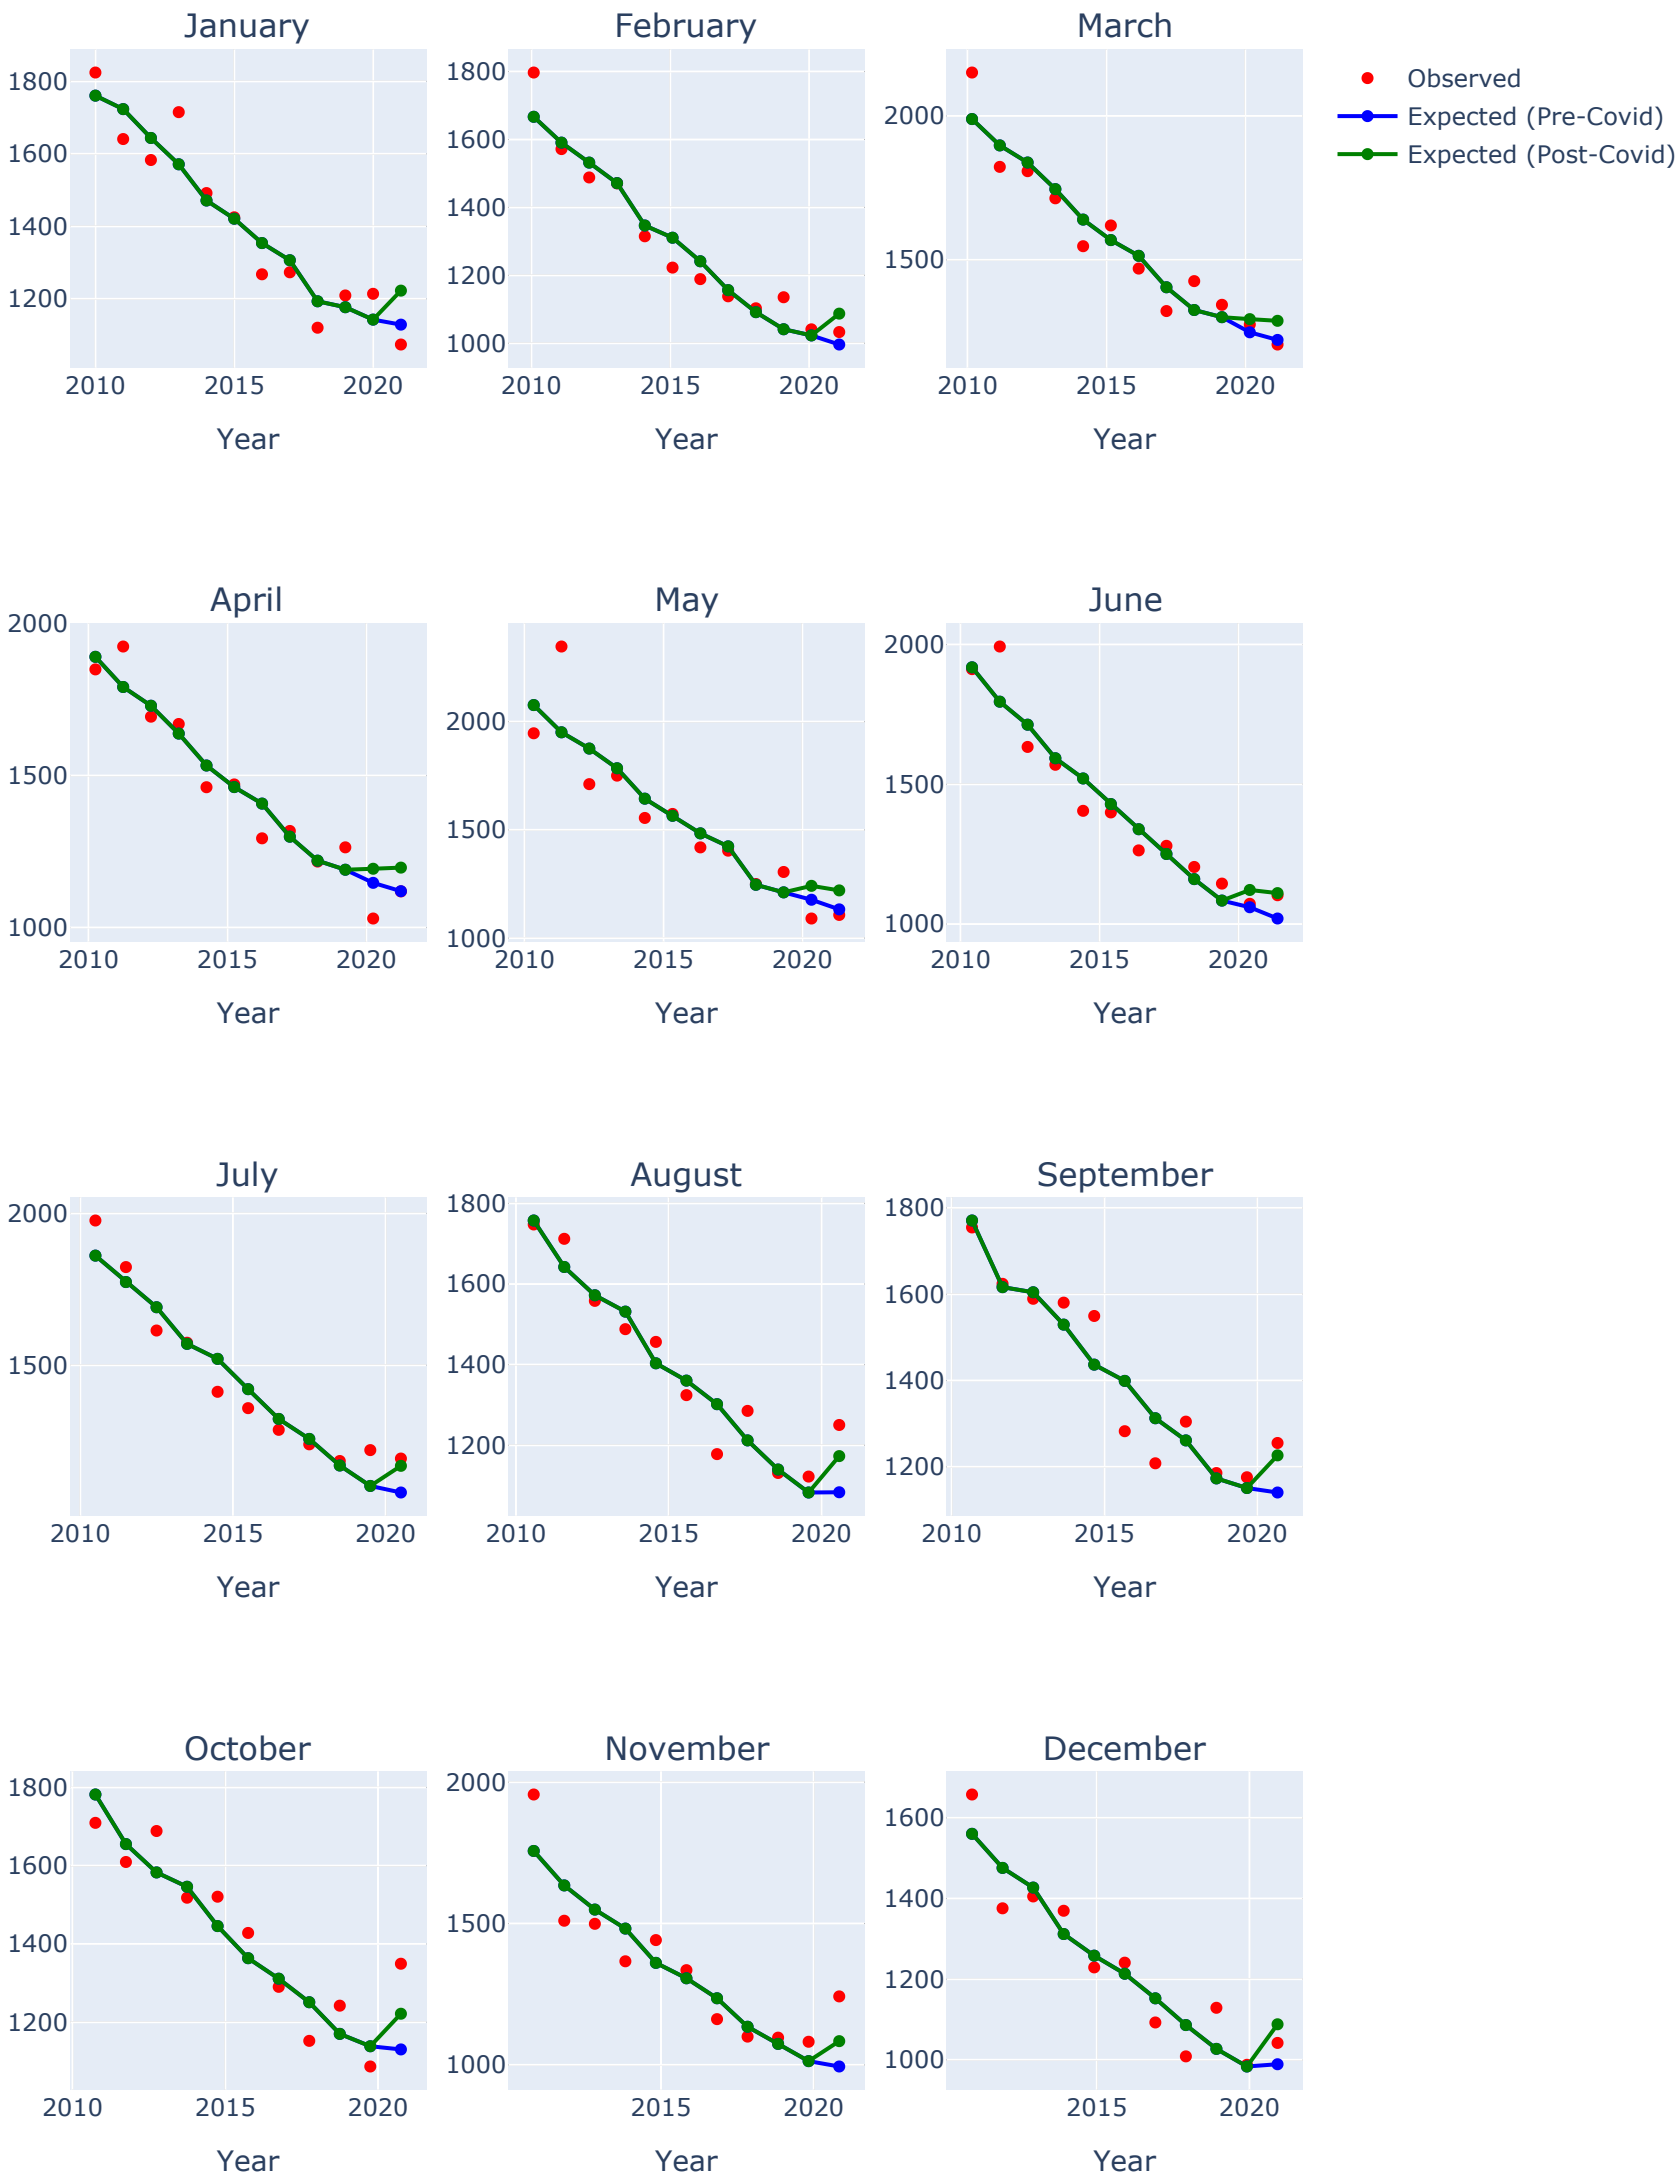 January
February
March
Observed
Expected (Pre-Covid)
Expected (Post-Covid)
1800
1600
1400
1200
2010
2015
2020
Year
1800
1600
1400
1200
1000
2010
2015
2020
Year
2000
1500
2010
2015
2020
Year
April
May
June
2000
1500
1000
2010
2015
2020
Year
2000
1500
1000
2010
2015
2020
Year
2000
1500
1000
2010
2015
2020
Year
July
August
September
2000
1500
2010
2015
2020
Year
1800
1600
1400
1200
2010
2015
2020
Year
1800
1600
1400
1200
2010
2015
2020
Year
October
November
December
1800
1600
1400
1200
2010
2015
2020
Year
2000
1500
1000
2015
2020
Year
1600
1400
1200
1000
2015
2020
Year